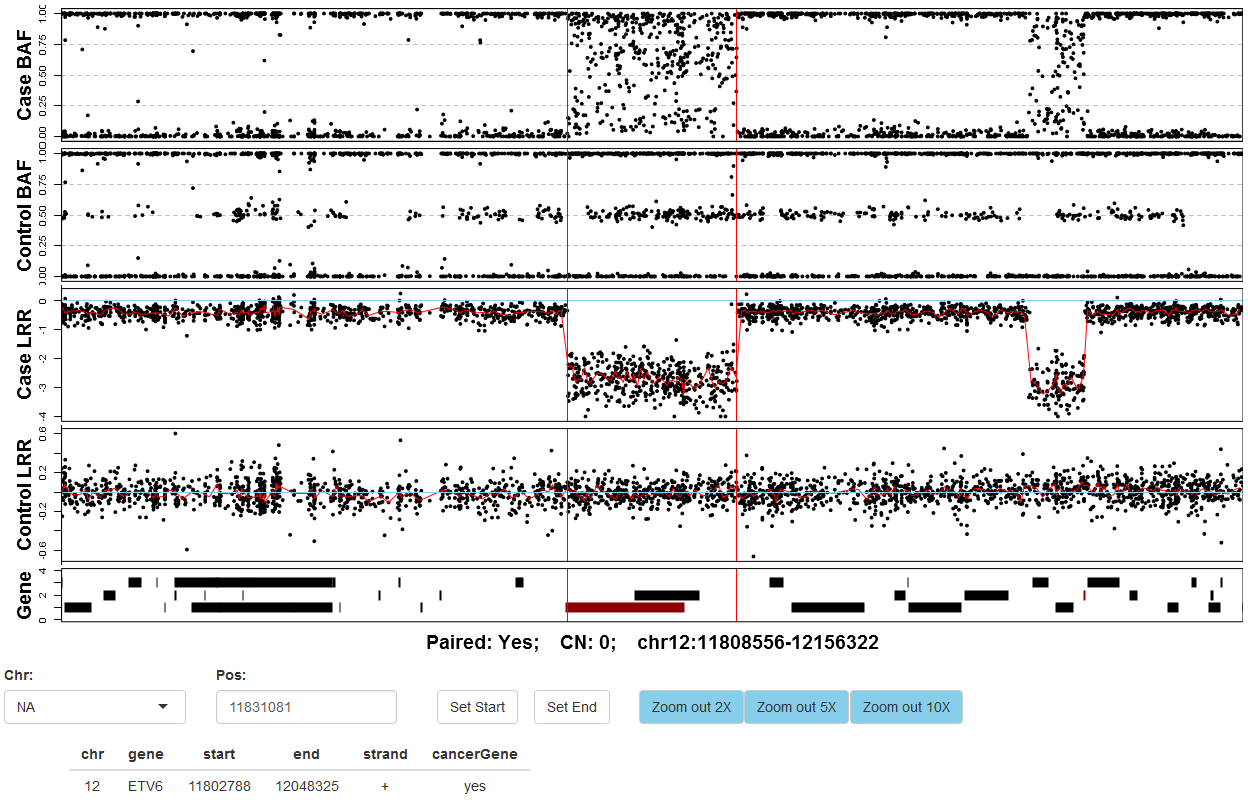 Case BAF
1.00
0.75
0.50
0.25
0.00
Control BAF
1.00
0.75
0.50
0.25
0.00
Case LRR
0
-1
-2
-3
-4
Control LRR
0.6
0.2
-0.2
-0.6
Gene
4
2
0
Paired: Yes; CN: 0; chr12:11808556-12156322
Chr: Pos:
NA 11831081 Set Start Set End Zoom out 2X Zoom out 5X Zoom out 10X
chr gene start end strand cancerGene
12 ETV6 11802788 12048325 + yes